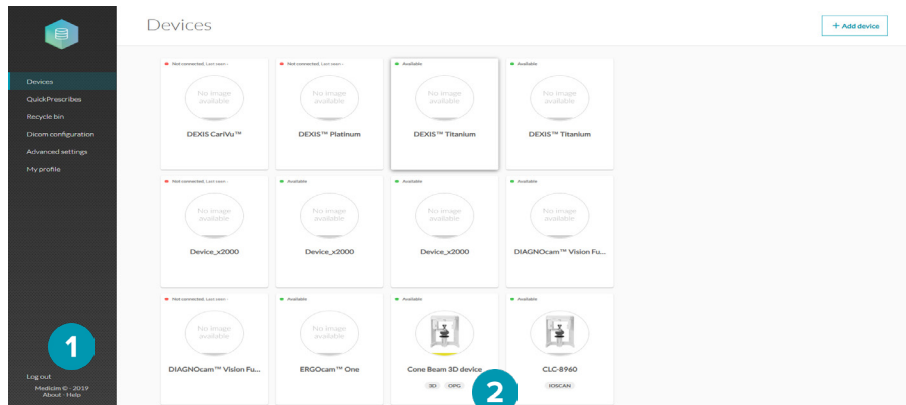 Devices
+ Add device
Devices
QuickPrescribes
Recycle bin
Dicom configuration
Advanced settings
My profile
Not connected, Last seen -
No image
available
DEXIS CariVu™
Not connected, Last seen -
No image
available
DEXIS™ Platinum
Available
No image
available
DEXIS™ Titanium
Available
No image
available
DEXIS™ Titanium
Not connected, Last seen -
No image
available
Device_x2000
Available
No image
available
Device_x2000
Available
No image
available
Device_x2000
Available
No image
available
DIAGNOcam™ Vision Fu...
Not connected, Last seen -
No image
available
DIAGNOcam™ Vision Fu...
Available
No image
available
ERGOcam™ One
Available
Cone Beam 3D device
3D OPG
Available
CLC-8960
IOSCAN
1
2
Log out
Medicim © - 2019
About - Help